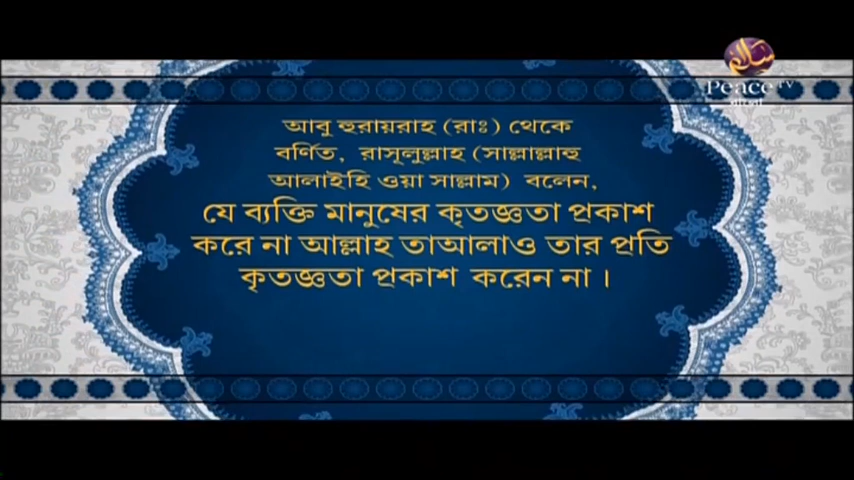 سلام
Peace TV
বাংলা
আবু হুরায়রাহ (রাঃ) থেকে
বর্ণিত, রাসূলুল্লাহ (সাল্লাল্লাহু
আলাইহি ওয়া সাল্লাম) বলেন,
যে ব্যক্তি মানুষের কৃতজ্ঞতা প্রকাশ
করে না আল্লাহ তাআলাও তার প্রতি
কৃতজ্ঞতা প্রকাশ করেন না।